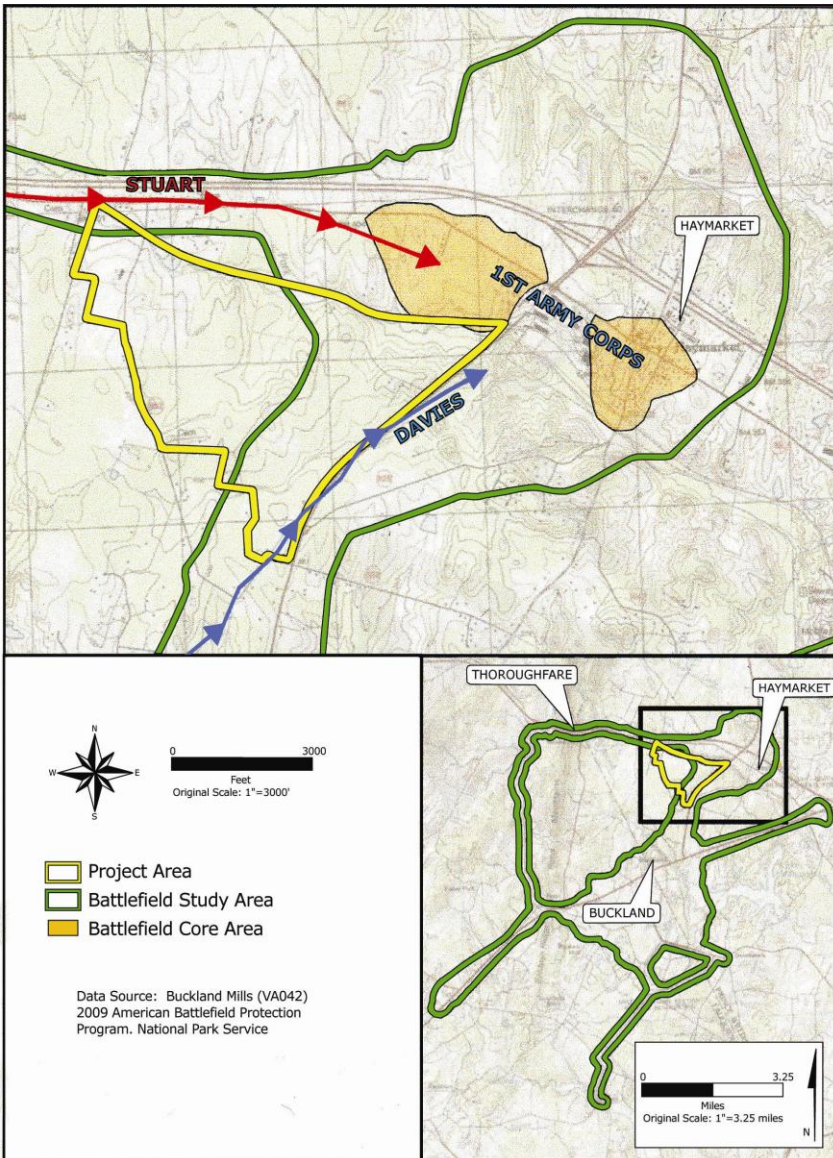 STUART
INTERCHANGE 40
HAYMARKET
1ST ARMY CORPS
DAVIES
N
W
E
S
0 3000
Feet
Original Scale: 1"=3000'
Project Area
Battlefield Study Area
Battlefield Core Area
Data Source: Buckland Mills (VA042)
2009 American Battlefield Protection
Program. National Park Service
THOROUGHFARE
HAYMARKET
BUCKLAND
0 3.25
Miles
Original Scale: 1"=3.25 miles
N